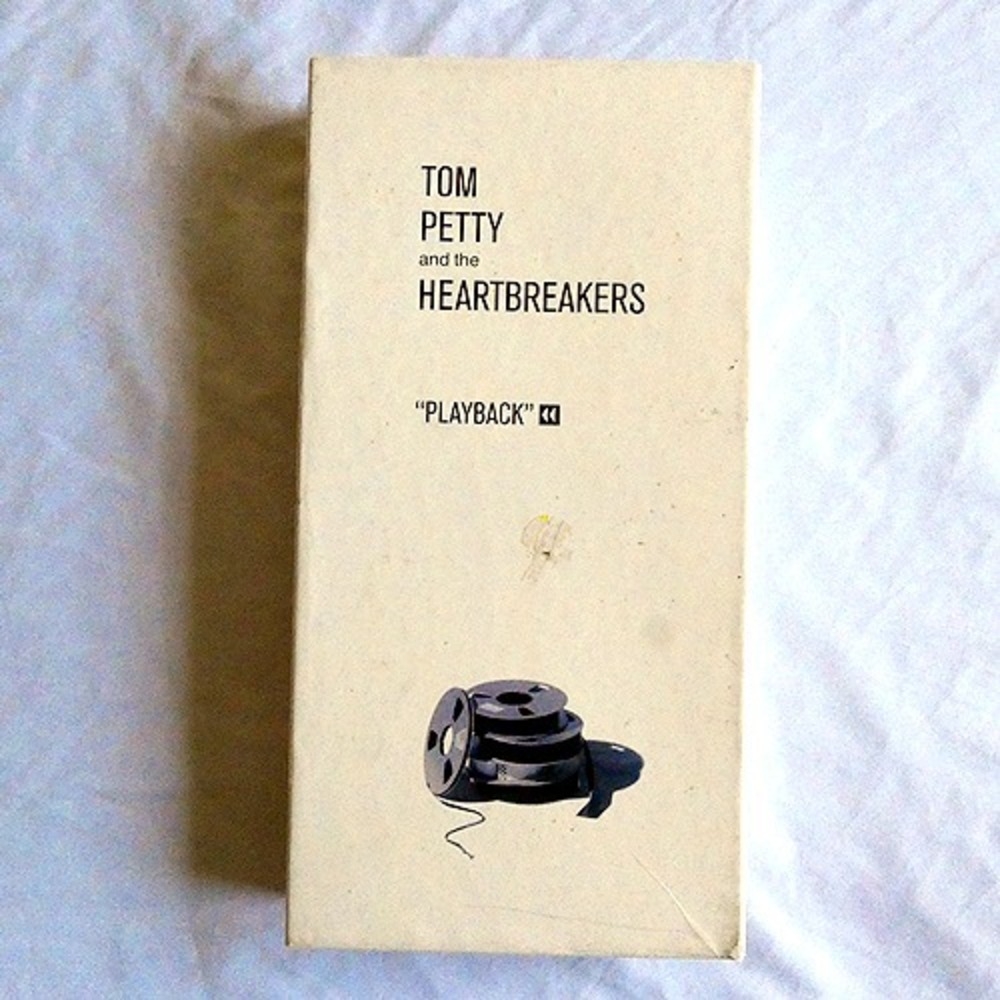 TOM
PETTY
and the
HEARTBREAKERS
“PLAYBACK”